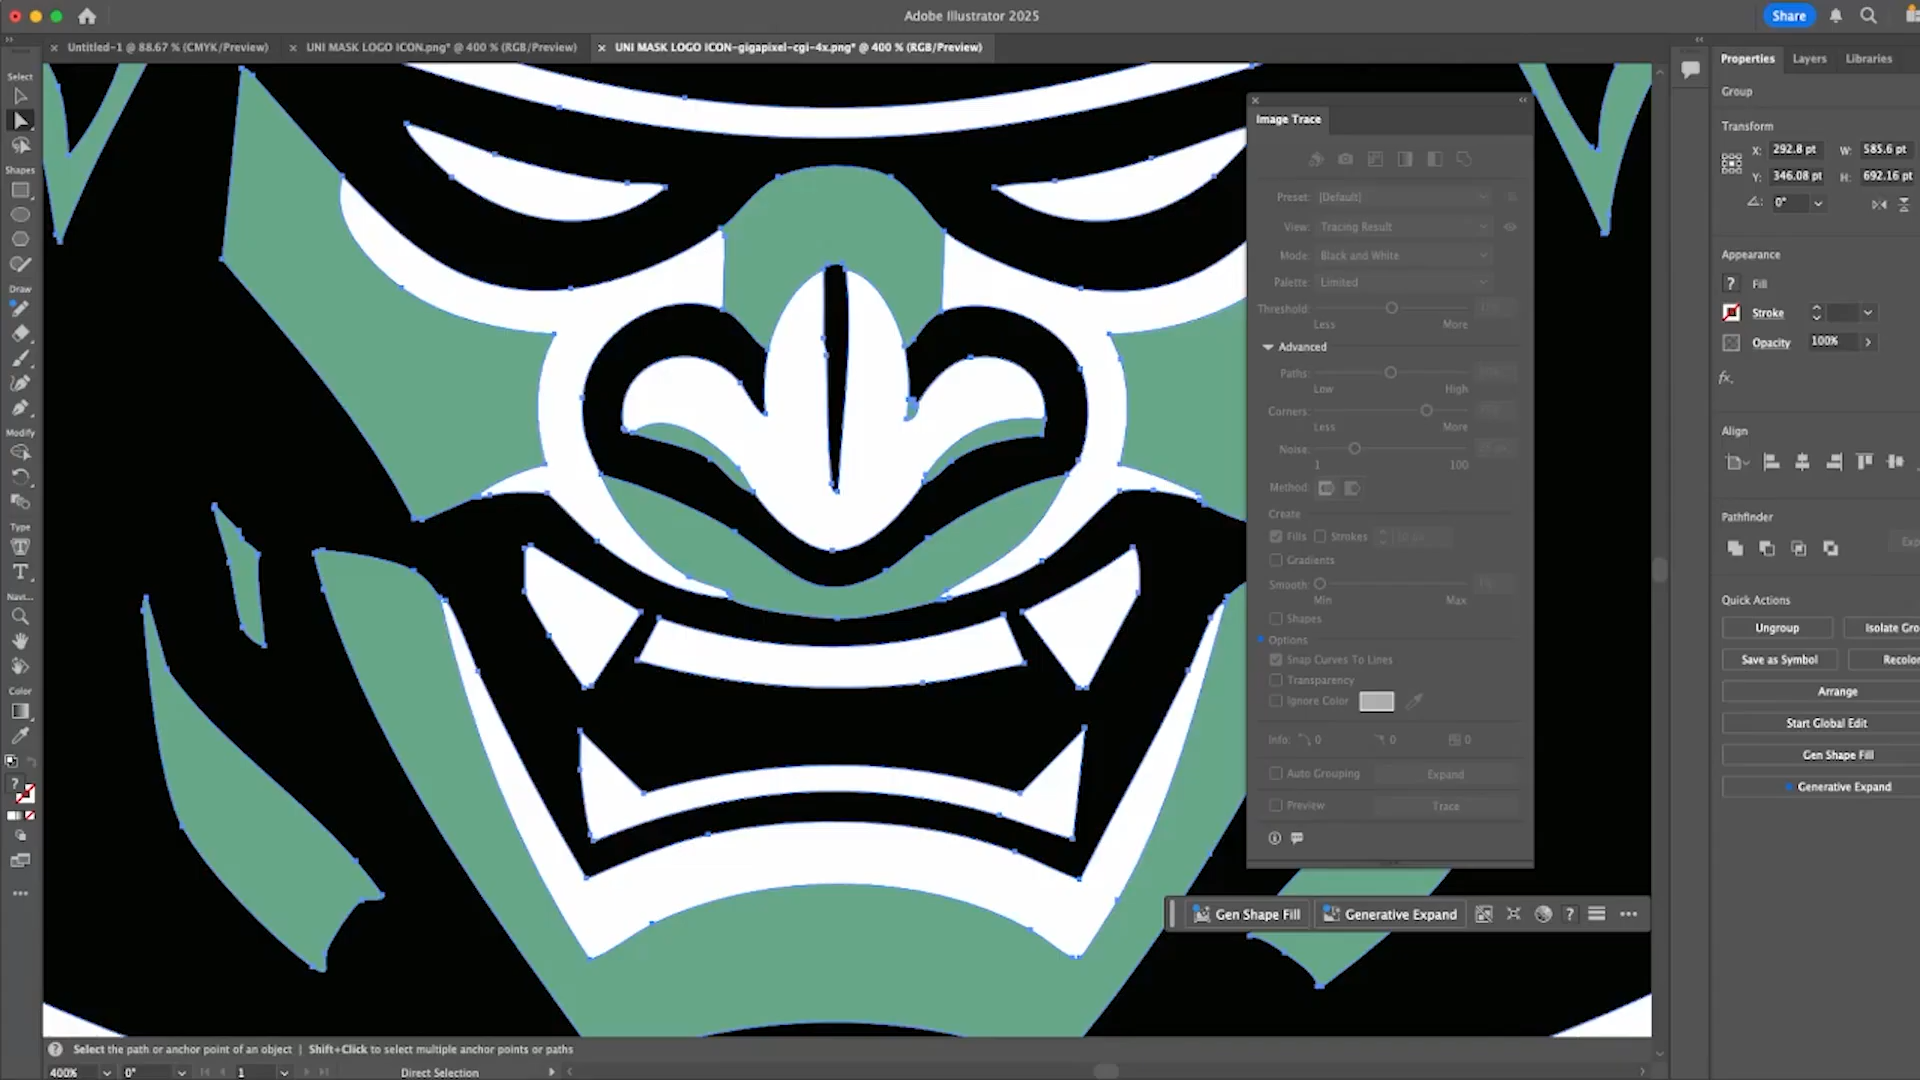 Adobe Illustrator 2025
Share
Untitled-1 @ 88.67 % (CMYK/Preview)
UNI MASK LOGO ICON.png* @ 400 % (RGB/Preview)
UNI MASK LOGO ICON-gigapixel-cgi-4x.png* @ 400 % (RGB/Preview)
Select
Shapes
Draw
Modify
Type
Navi...
Color
Image Trace
Preset: [Default]
View: Tracing Result
Mode: Black and White
Palette: Limited
Threshold:
Less More
Advanced
Paths:
Low High
Corners:
Less More
Noise:
1 100
Method:
Create
Fills Strokes
Gradients
Smooth:
Min Max
Shapes
Options
Snap Curves To Lines
Transparency
Ignore Color
Info: 0 0 0
Auto Grouping Expand
Preview Trace
Gen Shape Fill Generative Expand ?
Properties Layers Libraries
Group
Transform
X: 292.8 pt W: 585.6 pt
Y: 346.08 pt H: 692.16 pt
0°
Appearance
? Fill
Stroke
Opacity 100%
fx.
Align
Pathfinder
Exp
Quick Actions
Ungroup Isolate Gro
Save as Symbol Recolor
Arrange
Start Global Edit
Gen Shape Fill
Generative Expand
? Select the path or anchor point of an object | Shift+Click to select multiple anchor points or paths
400% 0° 1 Direct Selection